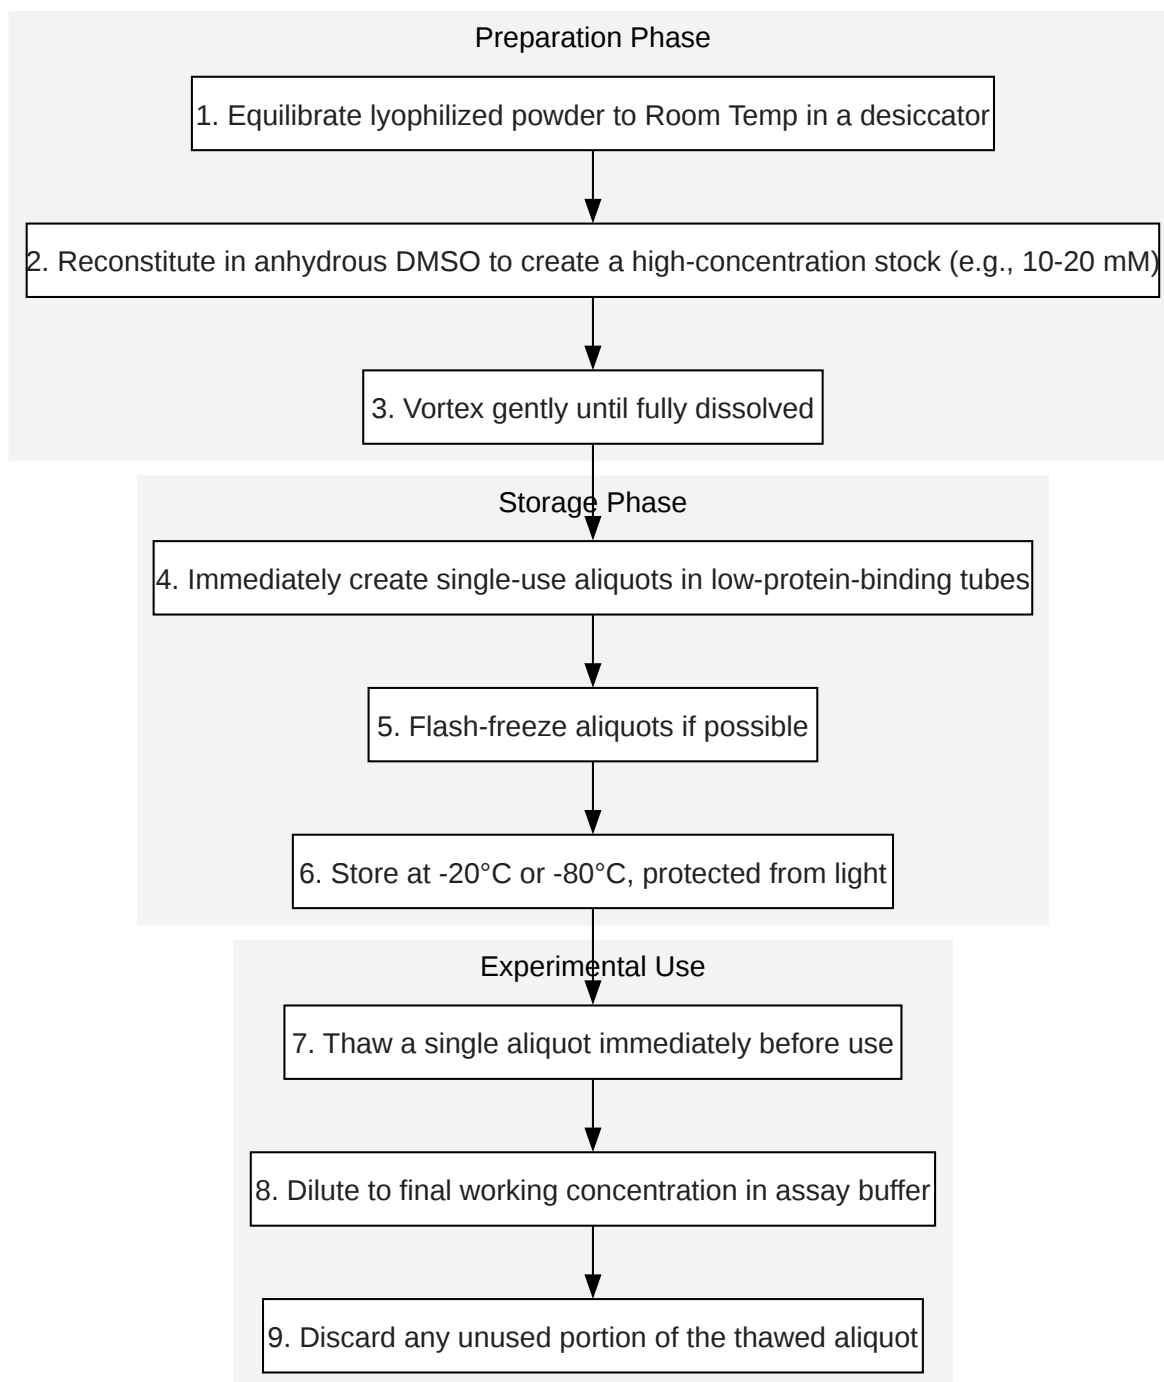 Preparation Phase
1. Equilibrate lyophilized powder to Room Temp in a desiccator
2. Reconstitute in anhydrous DMSO to create a high-concentration stock (e.g., 10-20 mM)
3. Vortex gently until fully dissolved
Storage Phase
4. Immediately create single-use aliquots in low-protein-binding tubes
5. Flash-freeze aliquots if possible
6. Store at -20°C or -80°C, protected from light
Experimental Use
7. Thaw a single aliquot immediately before use
8. Dilute to final working concentration in assay buffer
9. Discard any unused portion of the thawed aliquot